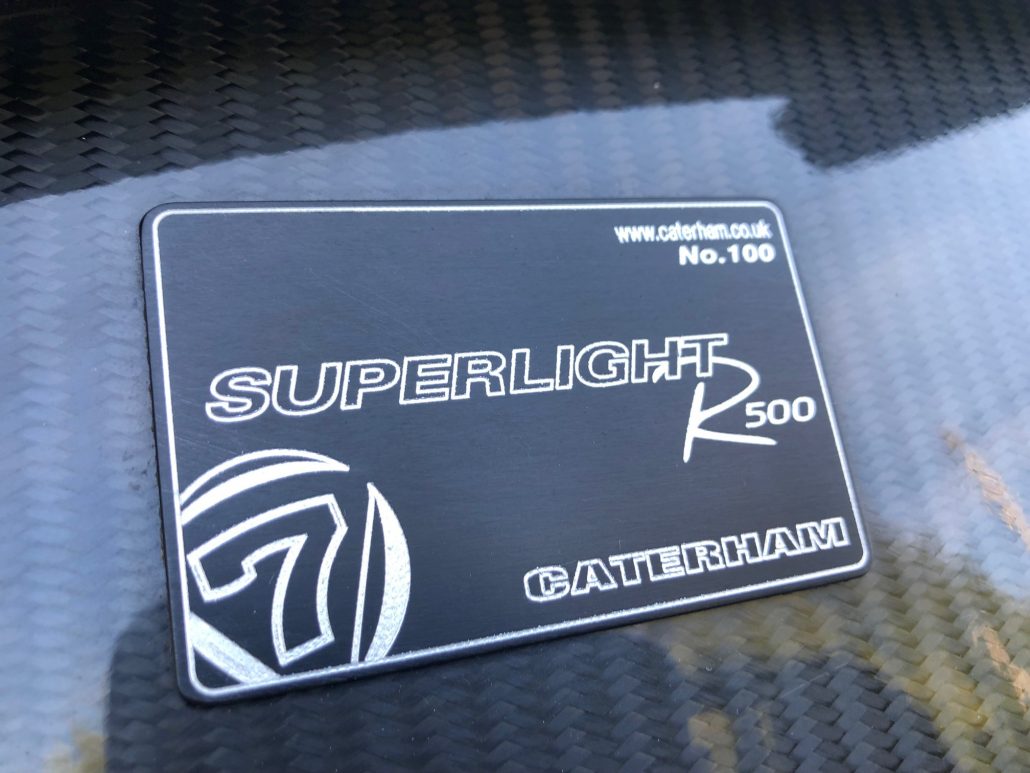 www.caterham.co.uk
No.100
SUPERLIGHT
R500
7
CATERHAM